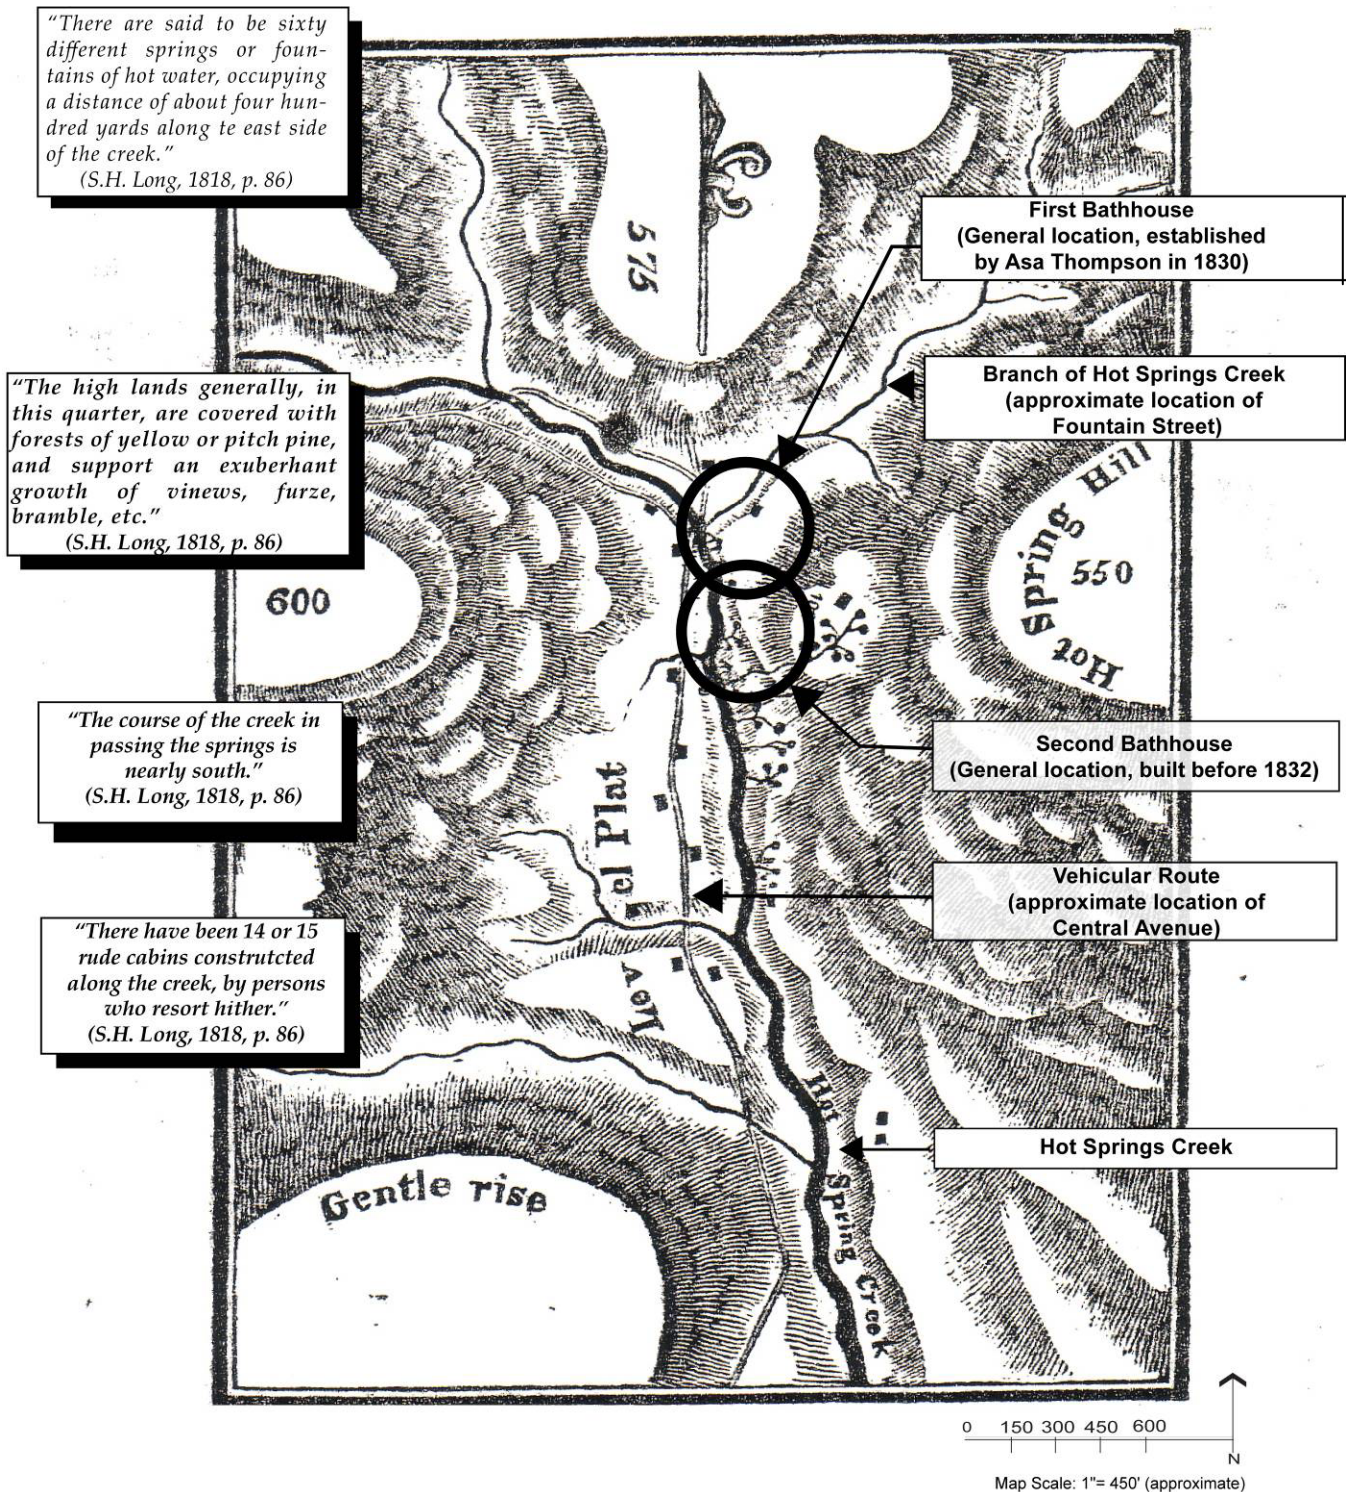 “There are said to be sixty
different springs or foun-
tains of hot water, occupying
a distance of about four hun-
dred yards along te east side
of the creek.”
(S.H. Long, 1818, p. 86)
575
First Bathhouse
(General location, established
by Asa Thompson in 1830)
“The high lands generally, in
this quarter, are covered with
forests of yellow or pitch pine,
and support an exuberhant
growth of vinews, furze,
bramble, etc.”
(S.H. Long, 1818, p. 86)
Branch of Hot Springs Creek
(approximate location of
Fountain Street)
600
Hot Spring Hill
550
“The course of the creek in
passing the springs is
nearly south.”
(S.H. Long, 1818, p. 86)
Second Bathhouse
(General location, built before 1832)
el Plat
Vehicular Route
(approximate location of
Central Avenue)
“There have been 14 or 15
rude cabins construtcted
along the creek, by persons
who resort hither.”
(S.H. Long, 1818, p. 86)
Hot Springs Creek
Gentle rise
Hot Spring Creek
0 150 300 450 600
N
Map Scale: 1"= 450' (approximate)